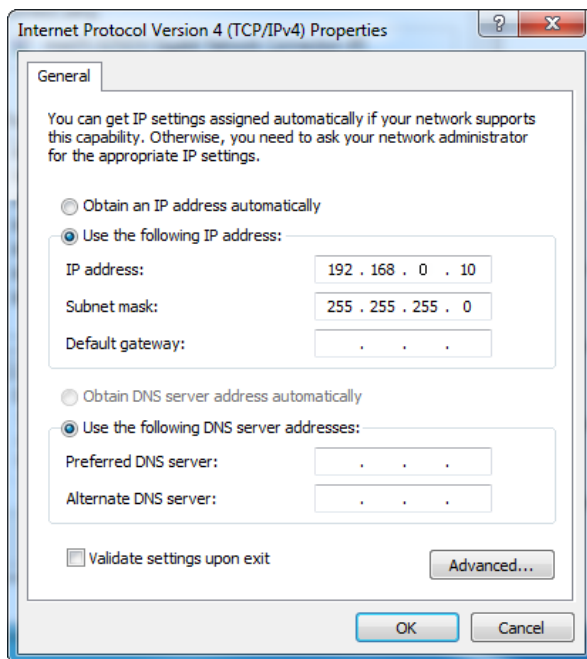 Internet Protocol Version 4 (TCP/IPv4) Properties
?
General
You can get IP settings assigned automatically if your network supports
this capability. Otherwise, you need to ask your network administrator
for the appropriate IP settings.
Obtain an IP address automatically
Use the following IP address:
IP address: 192 . 168 . 0 . 10
Subnet mask: 255 . 255 . 255 . 0
Default gateway: . . .
Obtain DNS server address automatically
Use the following DNS server addresses:
Preferred DNS server: . . .
Alternate DNS server: . . .
Validate settings upon exit
Advanced...
OK Cancel